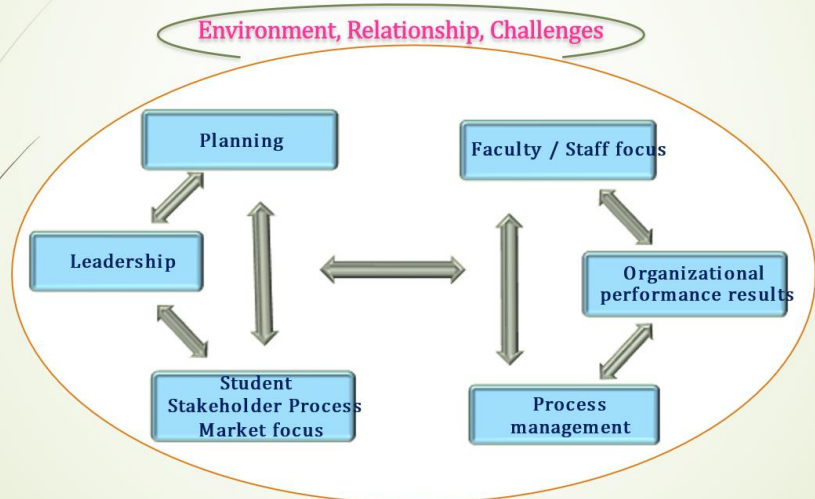 Environment, Relationship, Challenges
Planning
Faculty / Staff focus
Leadership
Organizational
performance results
Student
Stakeholder Process
Market focus
Process
management